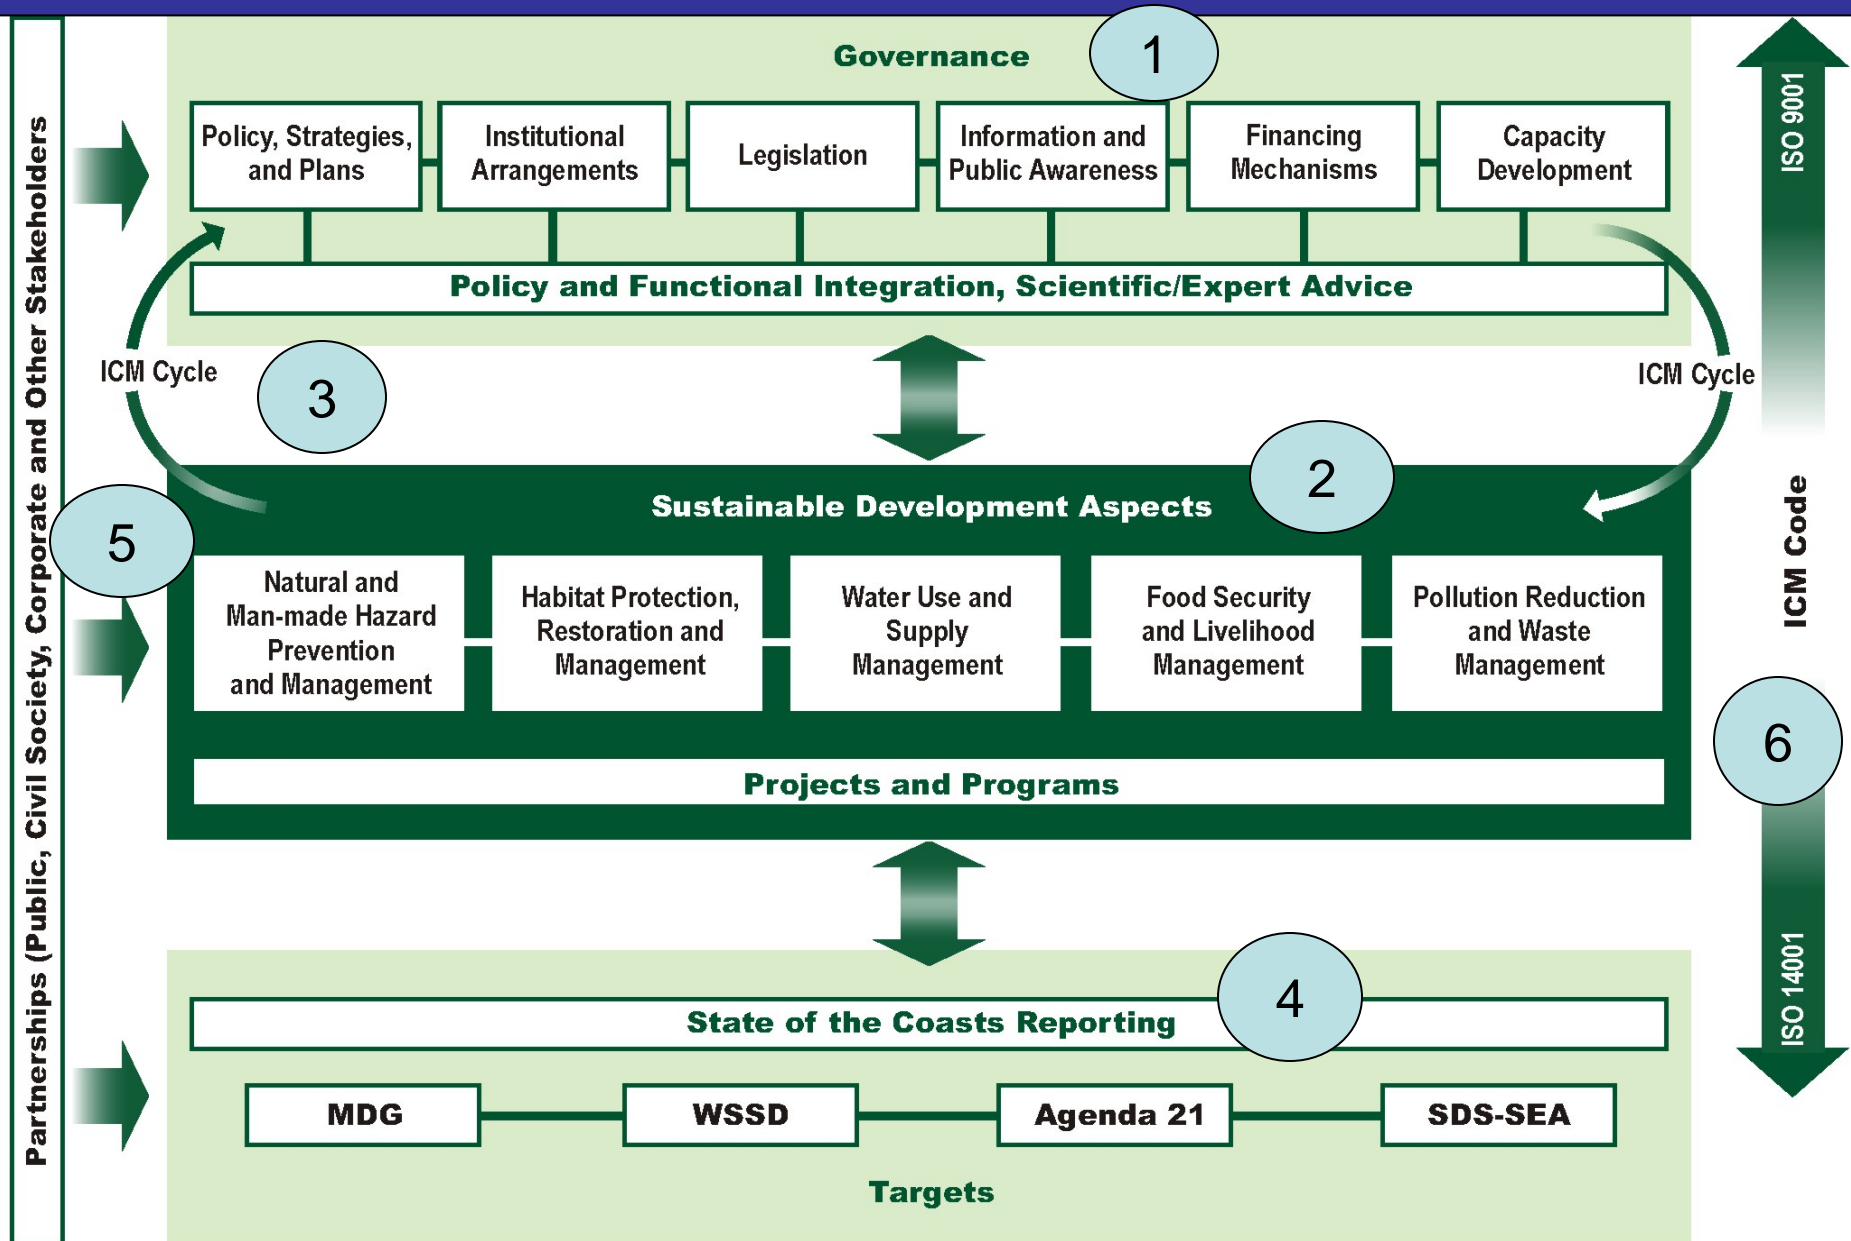 Partnerships (Public, Civil Society, Corporate and Other Stakeholders
Governance
1
Policy, Strategies,
and Plans
Institutional
Arrangements
Legislation
Information and
Public Awareness
Financing
Mechanisms
Capacity
Development
Policy and Functional Integration, Scientific/Expert Advice
ICM Cycle
3
ICM Cycle
Sustainable Development Aspects
2
5
Natural and
Man-made Hazard
Prevention
and Management
Habitat Protection,
Restoration and
Management
Water Use and
Supply
Management
Food Security
and Livelihood
Management
Pollution Reduction
and Waste
Management
Projects and Programs
State of the Coasts Reporting
4
MDG
WSSD
Agenda 21
SDS-SEA
Targets
ISO 9001
ICM Code
6
ISO 14001